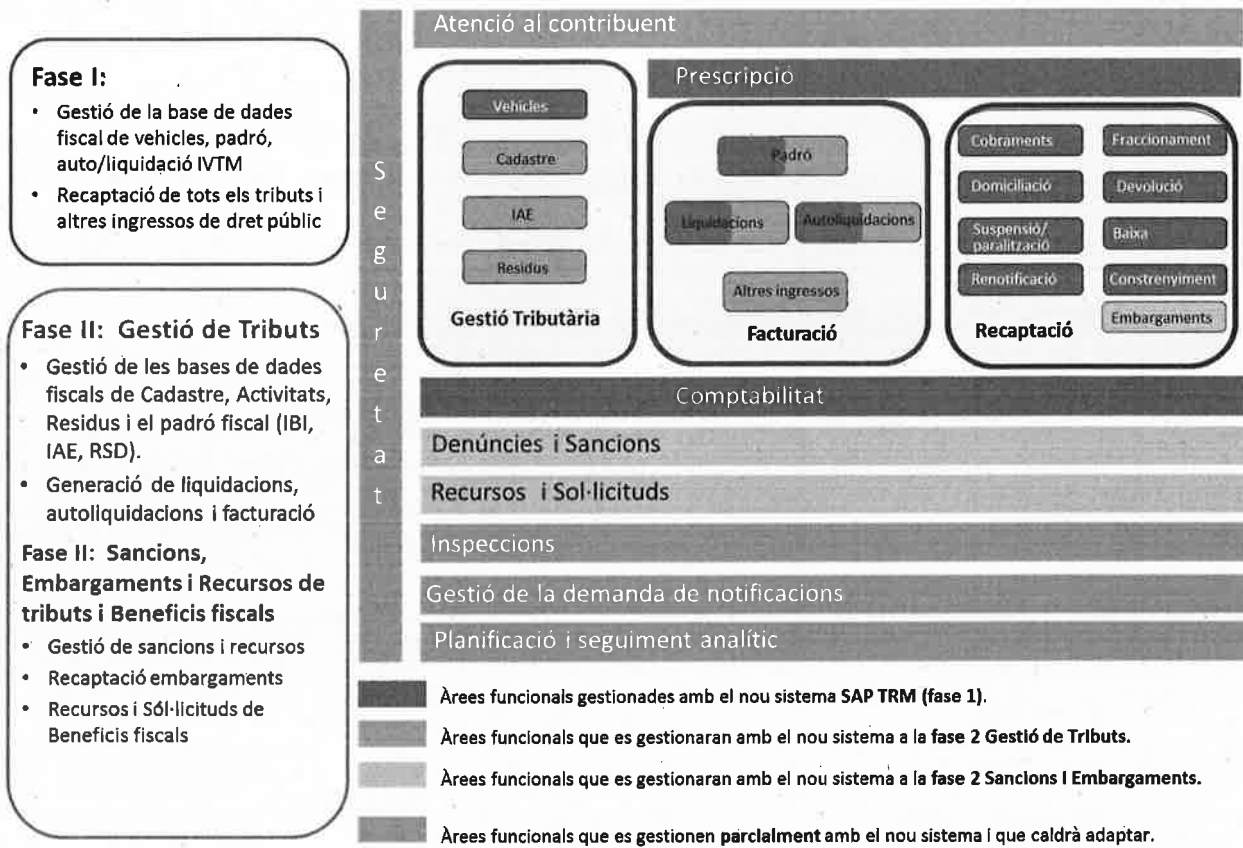 Fase I:
• Gestió de la base de dades
fiscal de vehicles, padró,
auto/liquidació IVTM
• Recaptació de tots els tributs i
altres ingressos de dret públic
Fase II: Gestió de Tributs
• Gestió de les bases de dades
fiscals de Cadastre, Activitats,
Residus i el padró fiscal (IBI,
IAE, RSD).
• Generació de liquidacions,
autoliquidacions i facturació
Fase II: Sancions,
Embargaments i Recursos de
tributs i Beneficis fiscals
• Gestió de sancions i recursos
• Recaptació embargaments
• Recursos i Sol·licituds de
Beneficis fiscals
Seguretat
Atenció al contribuent
Prescripció
Vehicles
Cadastre
IAE
Residus
Gestió Tributària
Padró
Liquidacions
Autoliquidacions
Altres ingressos
Facturació
Cobraments
Fraccionament
Domiciliació
Devolució
Suspensió/
paralització
Baixa
Renotificació
Constrenyiment
Embargaments
Recaptació
Comptabilitat
Denúncies i Sancions
Recursos i Sol·licituds
Inspeccions
Gestió de la demanda de notificacions
Planificació i seguiment analític
Àrees funcionals gestionades amb el nou sistema SAP TRM (fase 1).
Àrees funcionals que es gestionaran amb el nou sistema a la fase 2 Gestió de Tributs.
Àrees funcionals que es gestionaran amb el nou sistema a la fase 2 Sancions i Embargaments.
Àrees funcionals que es gestionen parcialment amb el nou sistema i que caldrà adaptar.